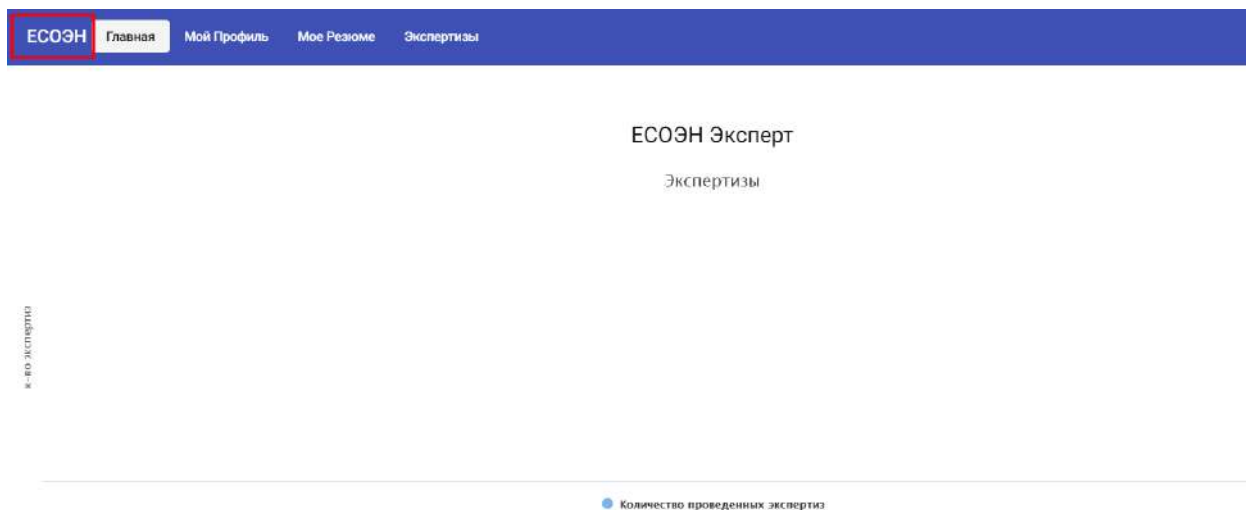 ЕСОЭН Главная Мой Профиль Мое Резюме Экспертизы
ЕСОЭН Эксперт
Экспертизы
к-во экспертиз
Количество проведенных экспертиз